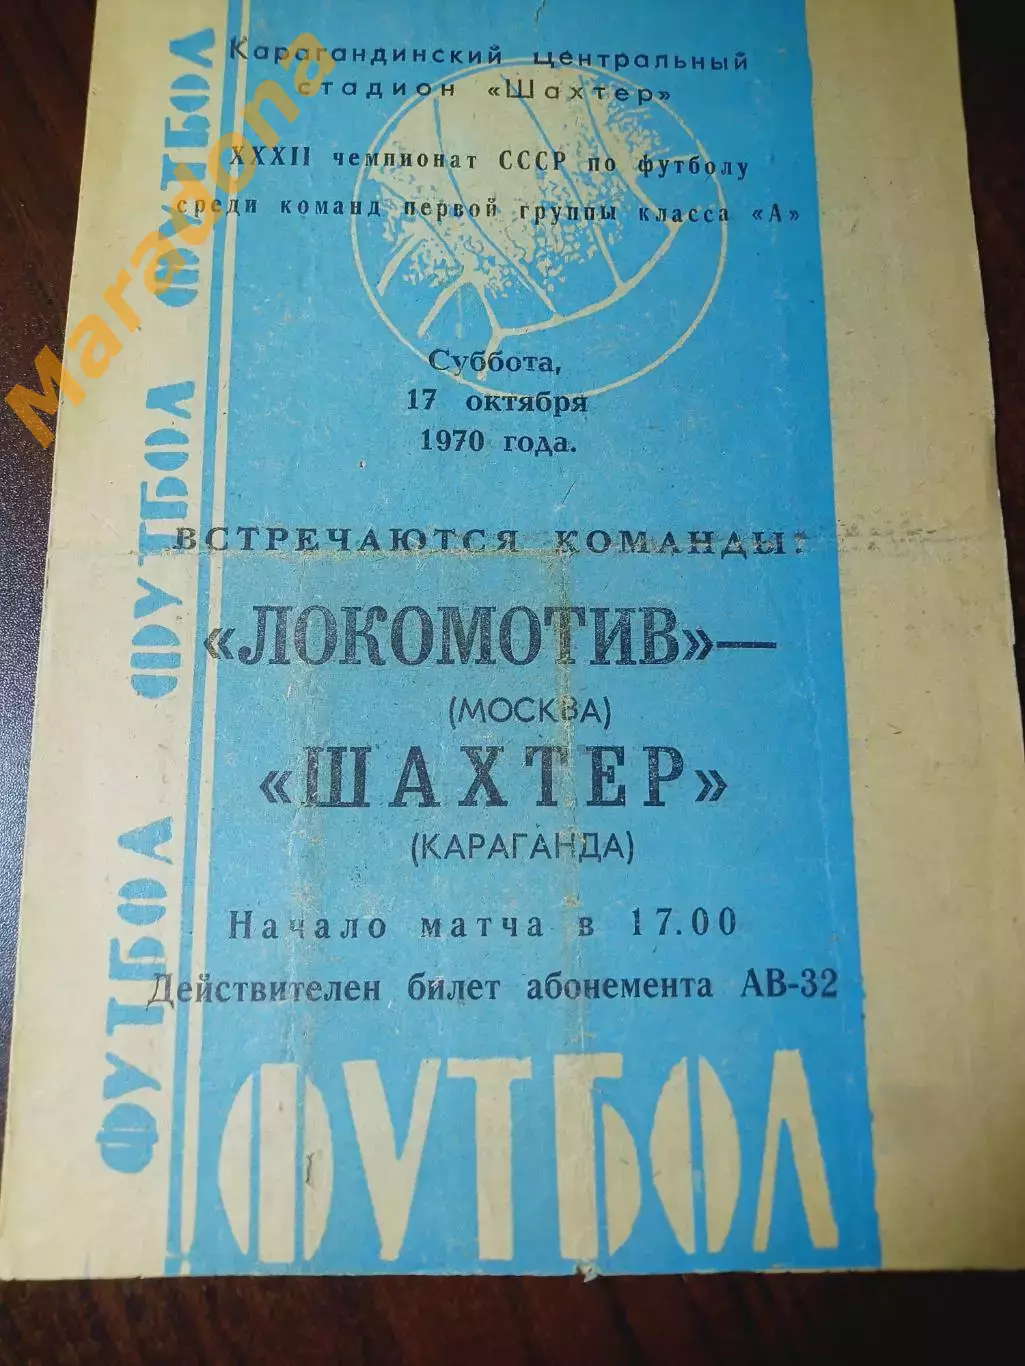 Карагандинский центральный
стадион «Шахтер»
XXXII чемпионат СССР по футболу
среди команд первой группы класса «А»
Суббота,
17 октября
1970 года.
ВСТРЕЧАЮТСЯ КОМАНДЫ:
«ЛОКОМОТИВ»—
(МОСКВА)
«ШАХТЕР»
(КАРАГАНДА)
Начало матча в 17.00
Действителен билет абонемента АВ-32
ФУТБОЛ
ФУТБОЛ
ФУТБОЛ
ФУТБОЛ
Maradona